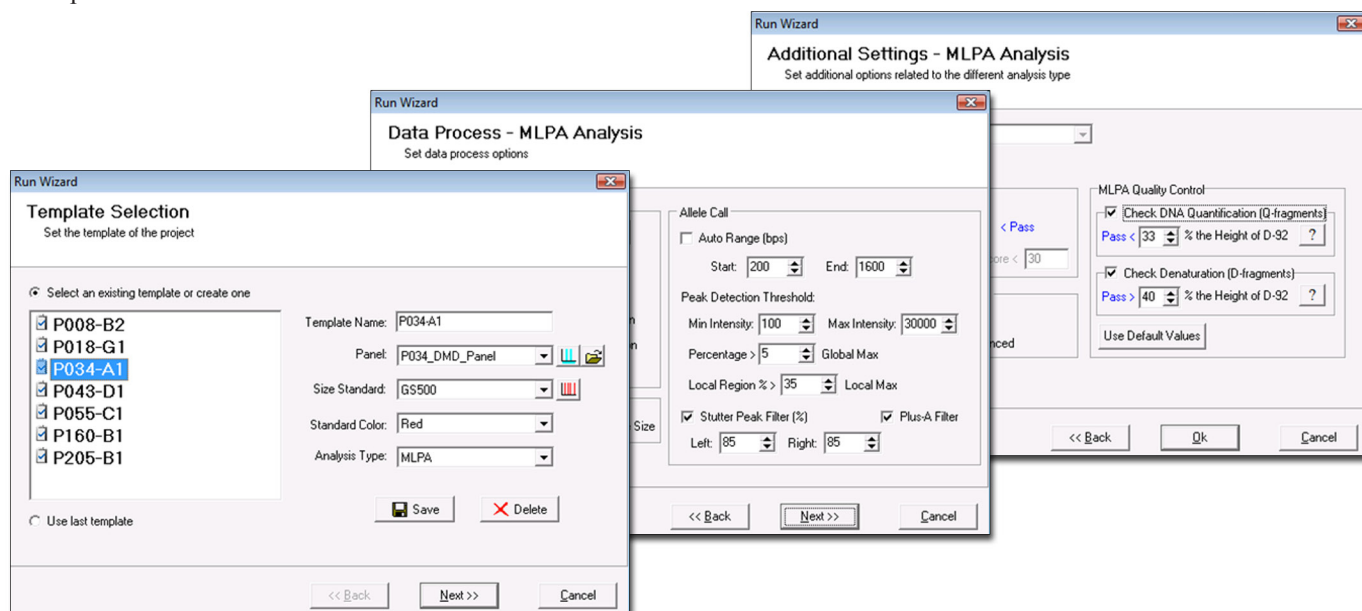 Run Wizard
Template Selection
Set the template of the project
Select an existing template or create one
P008-B2
P018-G1
P034-A1
P043-D1
P055-C1
P160-B1
P205-B1
Use last template
Template Name: P034-A1
Panel: P034_DMD_Panel
Size Standard: GS500
Standard Color: Red
Analysis Type: MLPA
Save Delete
<< Back Next >> Cancel
Run Wizard
Data Process - MLPA Analysis
Set data process options
Size
Allele Call
Auto Range (bps)
Start: 200 End: 1600
Peak Detection Threshold:
Min Intensity: 100 Max Intensity: 30000
Percentage > 5 Global Max
Local Region % > 35 Local Max
Stutter Peak Filter (%) Plus-A Filter
Left: 85 Right: 85
<< Back Next >> Cancel
Run Wizard
Additional Settings - MLPA Analysis
Set additional options related to the different analysis type
< Pass
ore < 30
nced
MLPA Quality Control
Check DNA Quantification (Q-fragments)
Pass < 33 % the Height of D-92 ?
Check Denaturation (D-fragments)
Pass > 40 % the Height of D-92 ?
Use Default Values
<< Back Ok Cancel